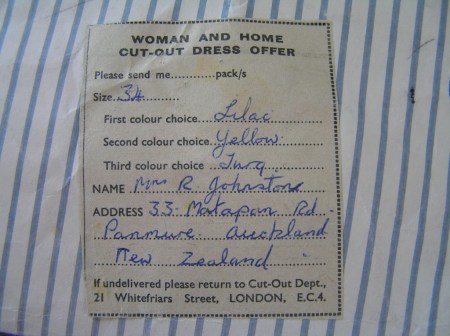 WOMAN AND HOME
CUT-OUT DRESS OFFER
Please send me............pack/s
Size 34
First colour choice Lilac
Second colour choice Yellow
Third colour choice Turq
NAME Mrs R Johnstone
ADDRESS 33 Matapan Rd
Panmure Auckland
New Zealand
If undelivered please return to Cut-Out Dept.,
21 Whitefriars Street, LONDON, E.C.4.